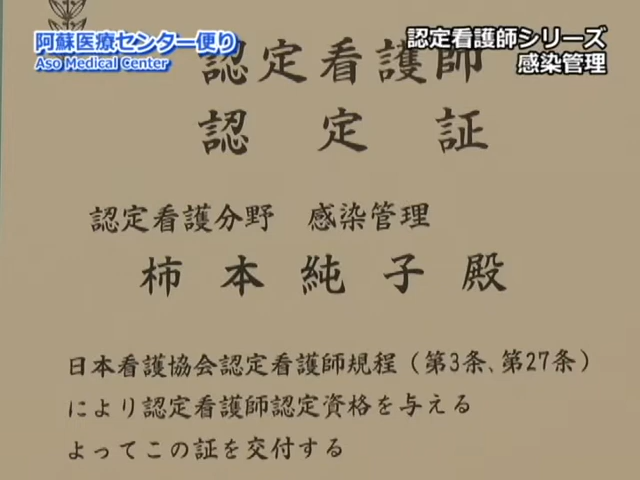 阿蘇医療センター便り
Aso Medical Center
認定看護師シリーズ
感染管理
認定看護師
認定証
認定看護分野 感染管理
柿本純子殿
日本看護協会認定看護師規程（第3条、第27条）
により認定看護師認定資格を与える
よってこの証を交付する